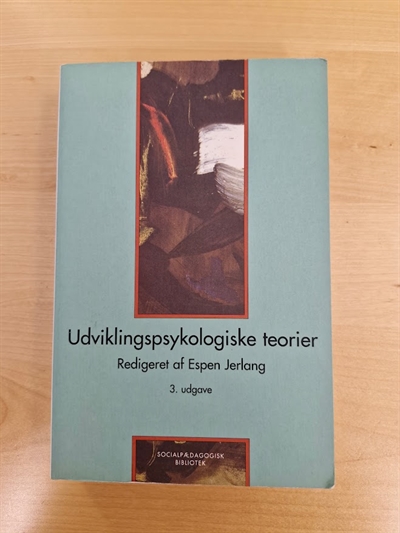 Udviklingspsykologiske teorier
Redigeret af Espen Jerlang
3. udgave
SOCIALPÆDAGOGISK
BIBLIOTEK